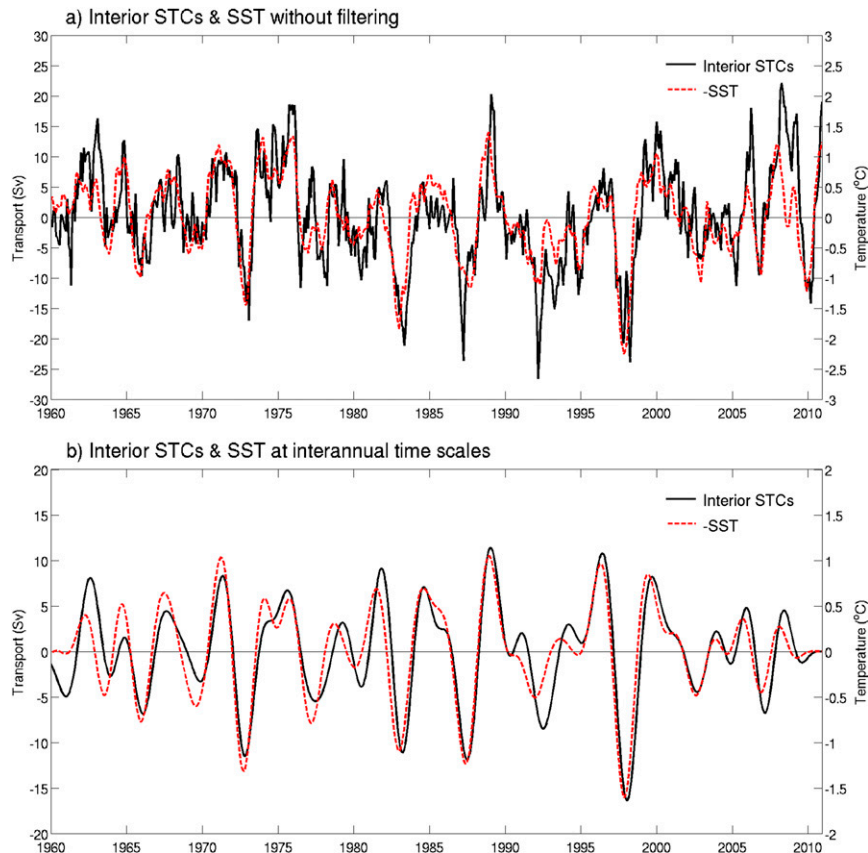 a) Interior STCs & SST without filtering
30 3
25 2.5
20 2
15 1.5
10 1
5 0.5
0 0
-5 -0.5
-10 -1
-15 -1.5
-20 -2
-25 -2.5
-30 -3
Transport (Sv)
Temperature (°C)
Interior STCs
-SST
1960 1965 1970 1975 1980 1985 1990 1995 2000 2005 2010
b) Interior STCs & SST at interannual time scales
20 2
15 1.5
10 1
5 0.5
0 0
-5 -0.5
-10 -1
-15 -1.5
-20 -2
Transport (Sv)
Temperature (°C)
Interior STCs
-SST
1960 1965 1970 1975 1980 1985 1990 1995 2000 2005 2010